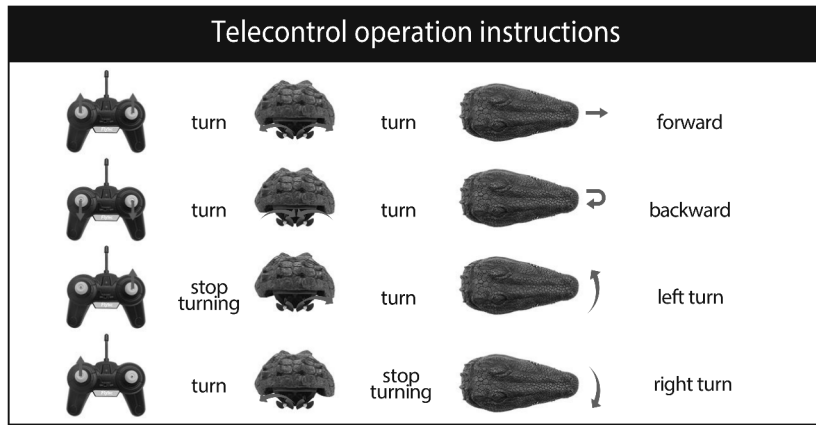 Telecontrol operation instructions
turn turn forward
turn turn backward
stop turning turn left turn
turn stop turning right turn